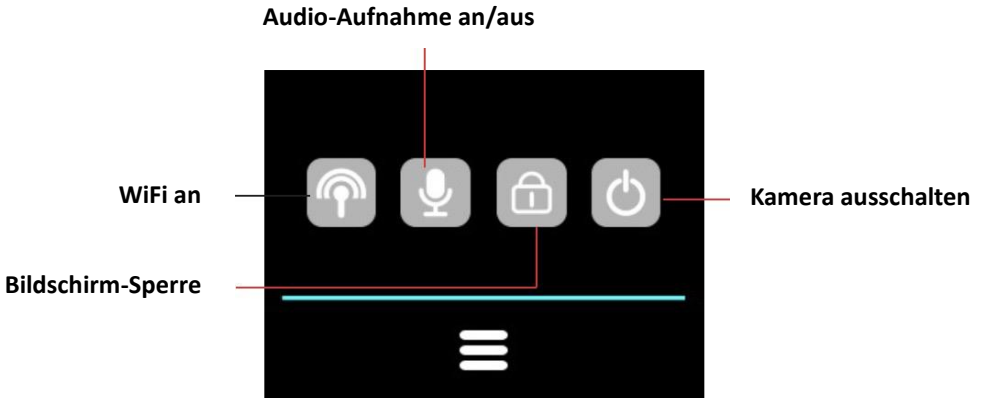 Audio-Aufnahme an/aus
WiFi an
Kamera ausschalten
Bildschirm-Sperre